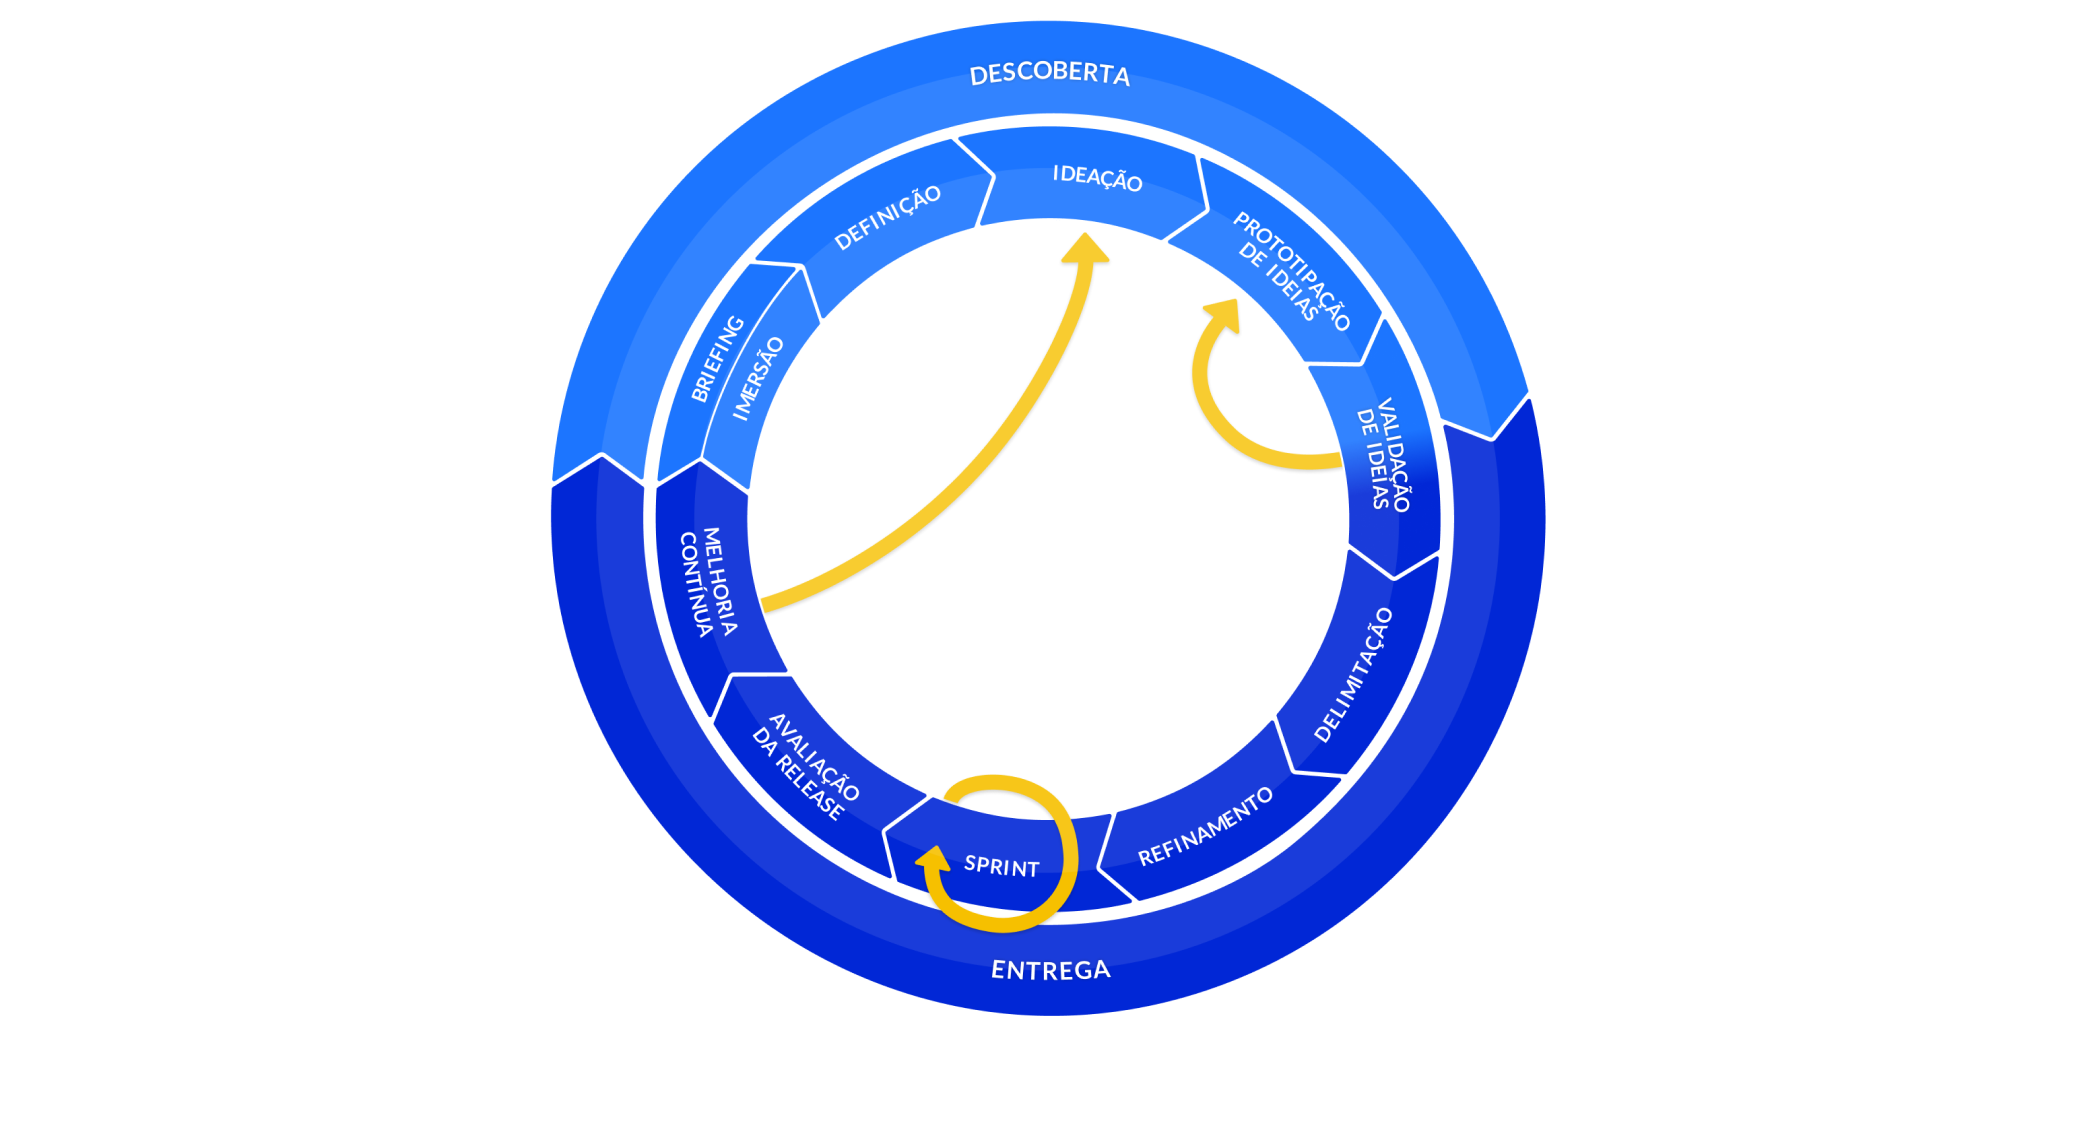 DESCOBERTA
BRIEFING
IMERSÃO
DEFINIÇÃO
IDEAÇÃO
PROTOTIPAÇÃO
DE IDEIAS
VALIDAÇÃO
DE IDEIAS
DELIMITAÇÃO
REFINAMENTO
SPRINT
AVALIAÇÃO
DA RELEASE
MELHORIA
CONTÍNUA
ENTREGA